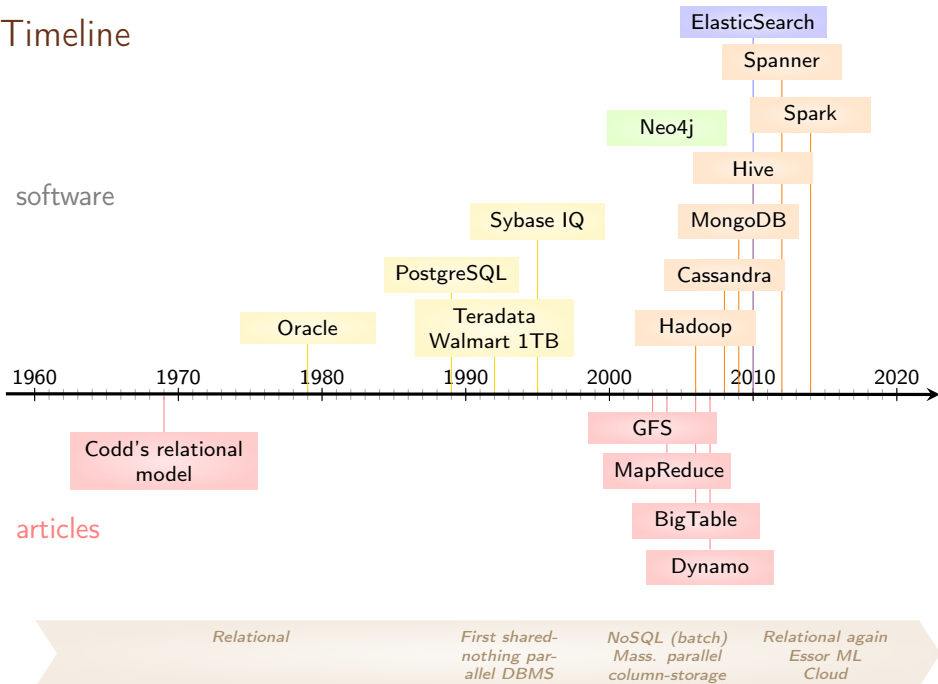 Timeline
ElasticSearch
Spanner
Spark
Neo4j
Hive
software
Sybase IQ
MongoDB
PostgreSQL
Cassandra
Oracle
Teradata
Walmart 1TB
Hadoop
1960 1970 1980 1990 2000 2010 2020
GFS
Codd's relational
model
MapReduce
BigTable
articles
Dynamo
Relational
First shared-
nothing par-
allel DBMS
NoSQL (batch)
Mass. parallel
column-storage
Relational again
Essor ML
Cloud